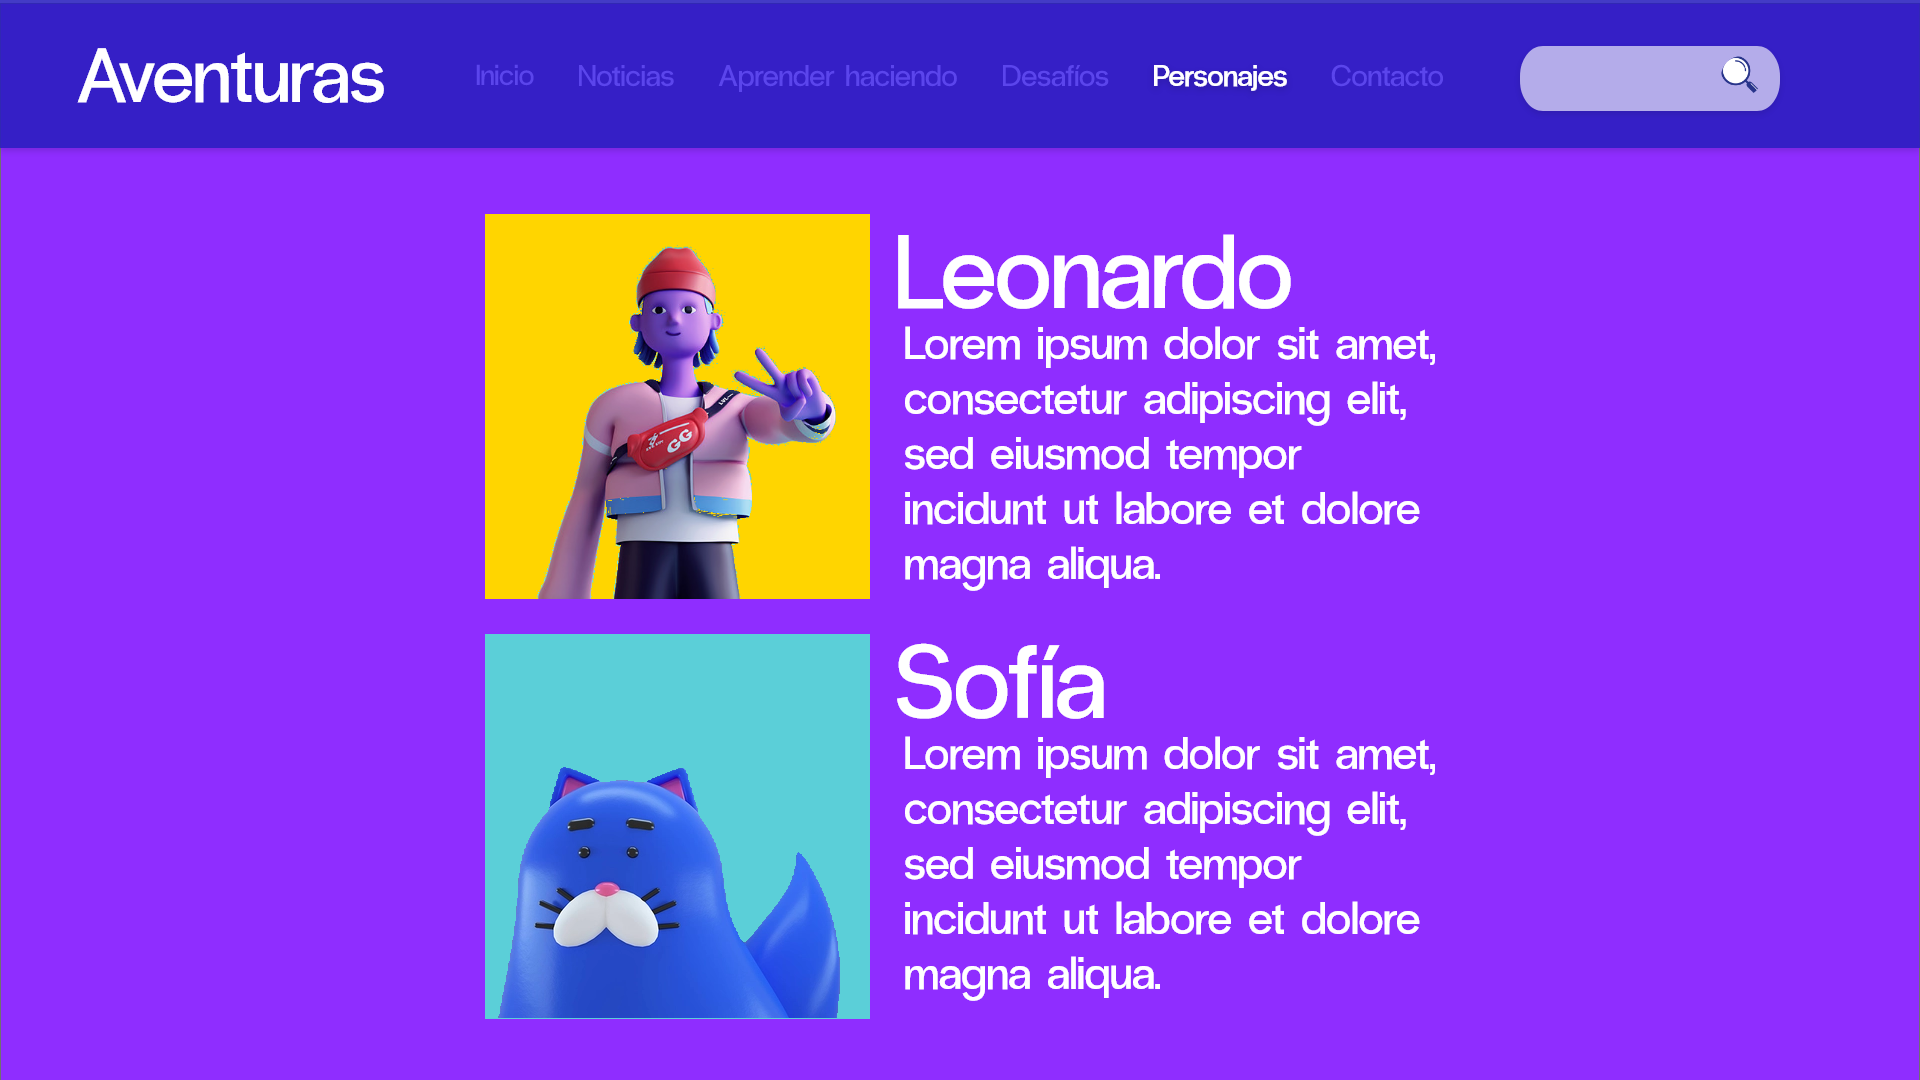 Aventuras
Inicio Noticias Aprender haciendo Desafíos Personajes Contacto
Leonardo
Lorem ipsum dolor sit amet,
consectetur adipiscing elit,
sed eiusmod tempor
incidunt ut labore et dolore
magna aliqua.
GG
Sofía
Lorem ipsum dolor sit amet,
consectetur adipiscing elit,
sed eiusmod tempor
incidunt ut labore et dolore
magna aliqua.